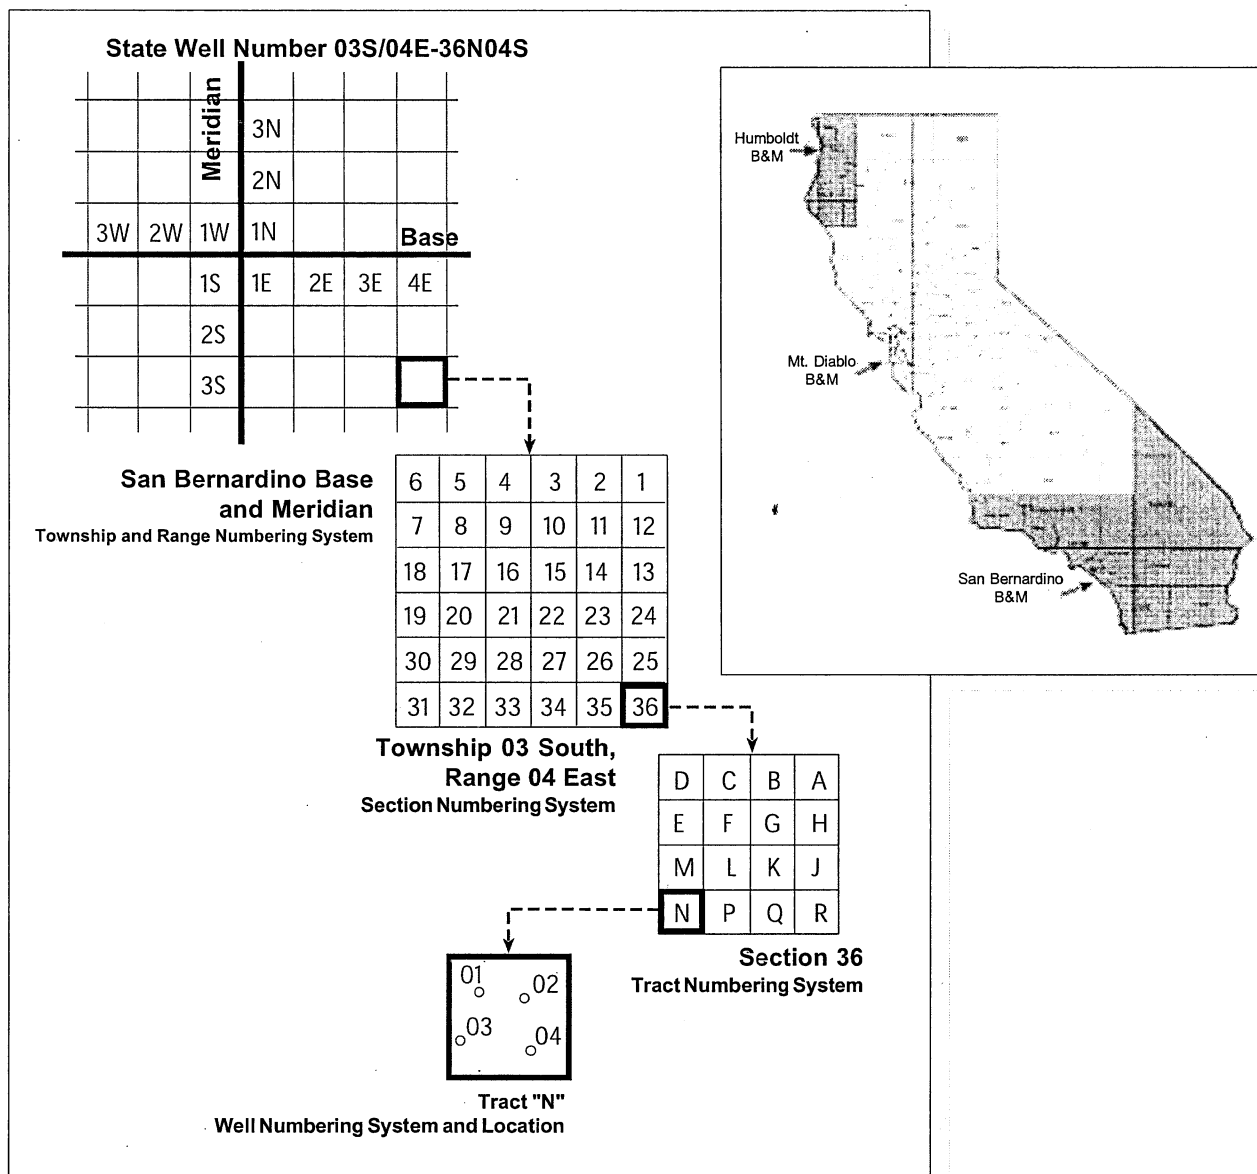 State Well Number 03S/04E-36N04S
Meridian
3N
2N
3W 2W 1W 1N Base
1S 1E 2E 3E 4E
2S
3S
San Bernardino Base
and Meridian
Township and Range Numbering System
6 5 4 3 2 1
7 8 9 10 11 12
18 17 16 15 14 13
19 20 21 22 23 24
30 29 28 27 26 25
31 32 33 34 35 36
Township 03 South,
Range 04 East
Section Numbering System
D C B A
E F G H
M L K J
N P Q R
Section 36
Tract Numbering System
01 02
03 04
Tract "N"
Well Numbering System and Location
Humboldt
B&M
Mt. Diablo
B&M
San Bernardino
B&M